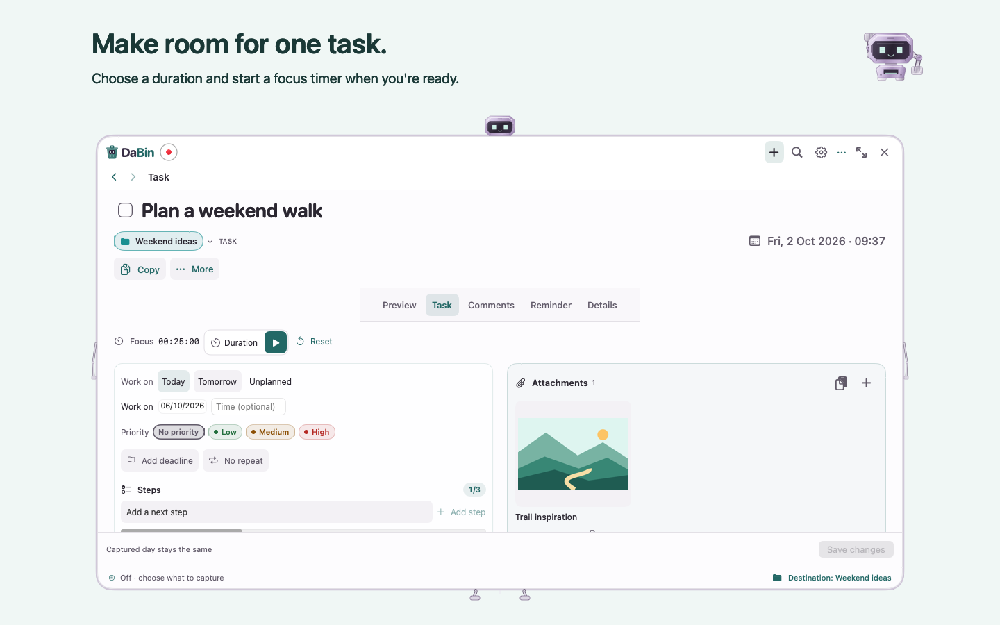 Make room for one task.
Choose a duration and start a focus timer when you're ready.
DaBin
Task
Plan a weekend walk
Weekend ideas TASK
Fri, 2 Oct 2026 · 09:37
Copy ··· More
Preview Task Comments Reminder Details
Focus 00:25:00 Duration Reset
Work on Today Tomorrow Unplanned
Work on 06/10/2026 Time (optional)
Priority No priority Low Medium High
Add deadline No repeat
Steps 1/3
Add a next step + Add step
Attachments 1
Trail inspiration
Captured day stays the same
Save changes
Off · choose what to capture
Destination: Weekend ideas